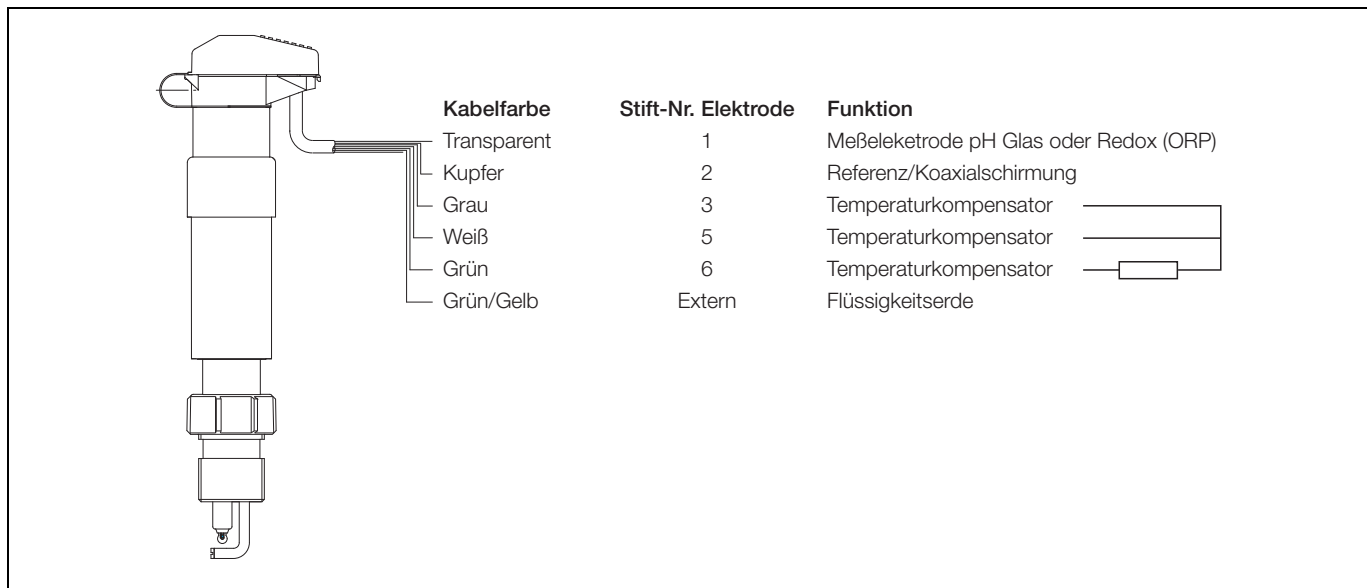 Kabelfarbe Stift-Nr. Elektrode Funktion
Transparent 1 Meßeleketrode pH Glas oder Redox (ORP)
Kupfer 2 Referenz/Koaxialschirmung
Grau 3 Temperaturkompensator
Weiß 5 Temperaturkompensator
Grün 6 Temperaturkompensator
Grün/Gelb Extern Flüssigkeitserde